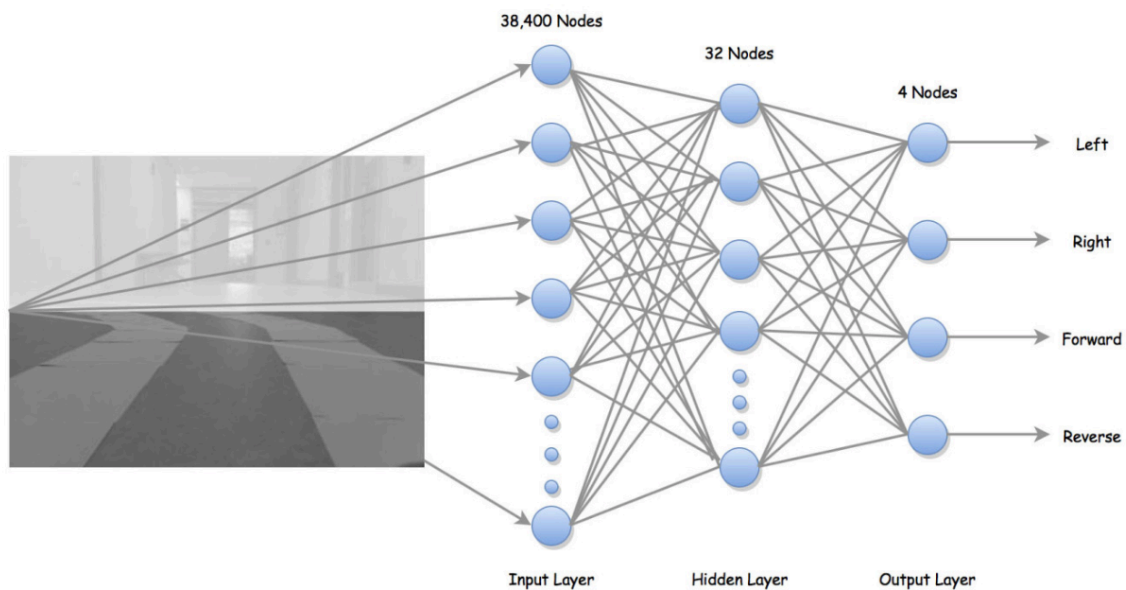 38,400 Nodes
32 Nodes
4 Nodes
Left
Right
Forward
Reverse
Input Layer
Hidden Layer
Output Layer